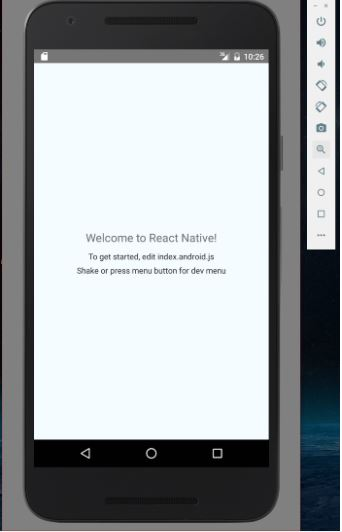 10:26
Welcome to React Native!
To get started, edit index.android.js
Shake or press menu button for dev menu